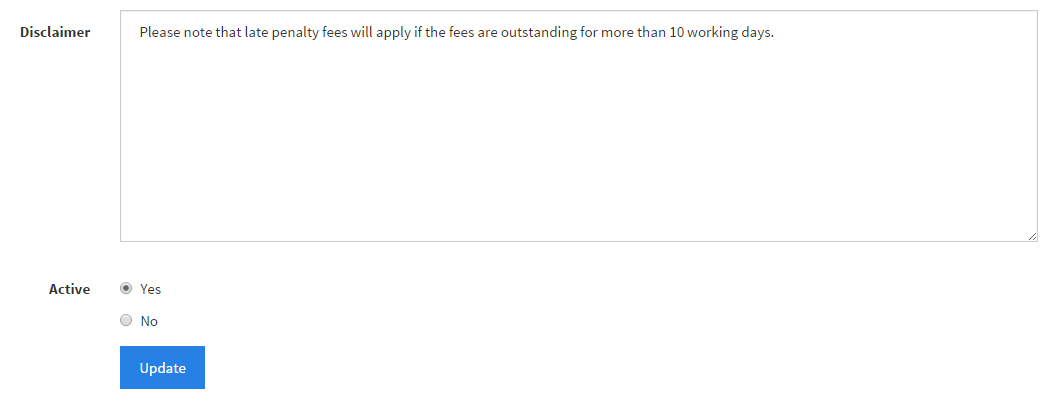 Disclaimer
Please note that late penalty fees will apply if the fees are outstanding for more than 10 working days.
Active
Yes
No
Update